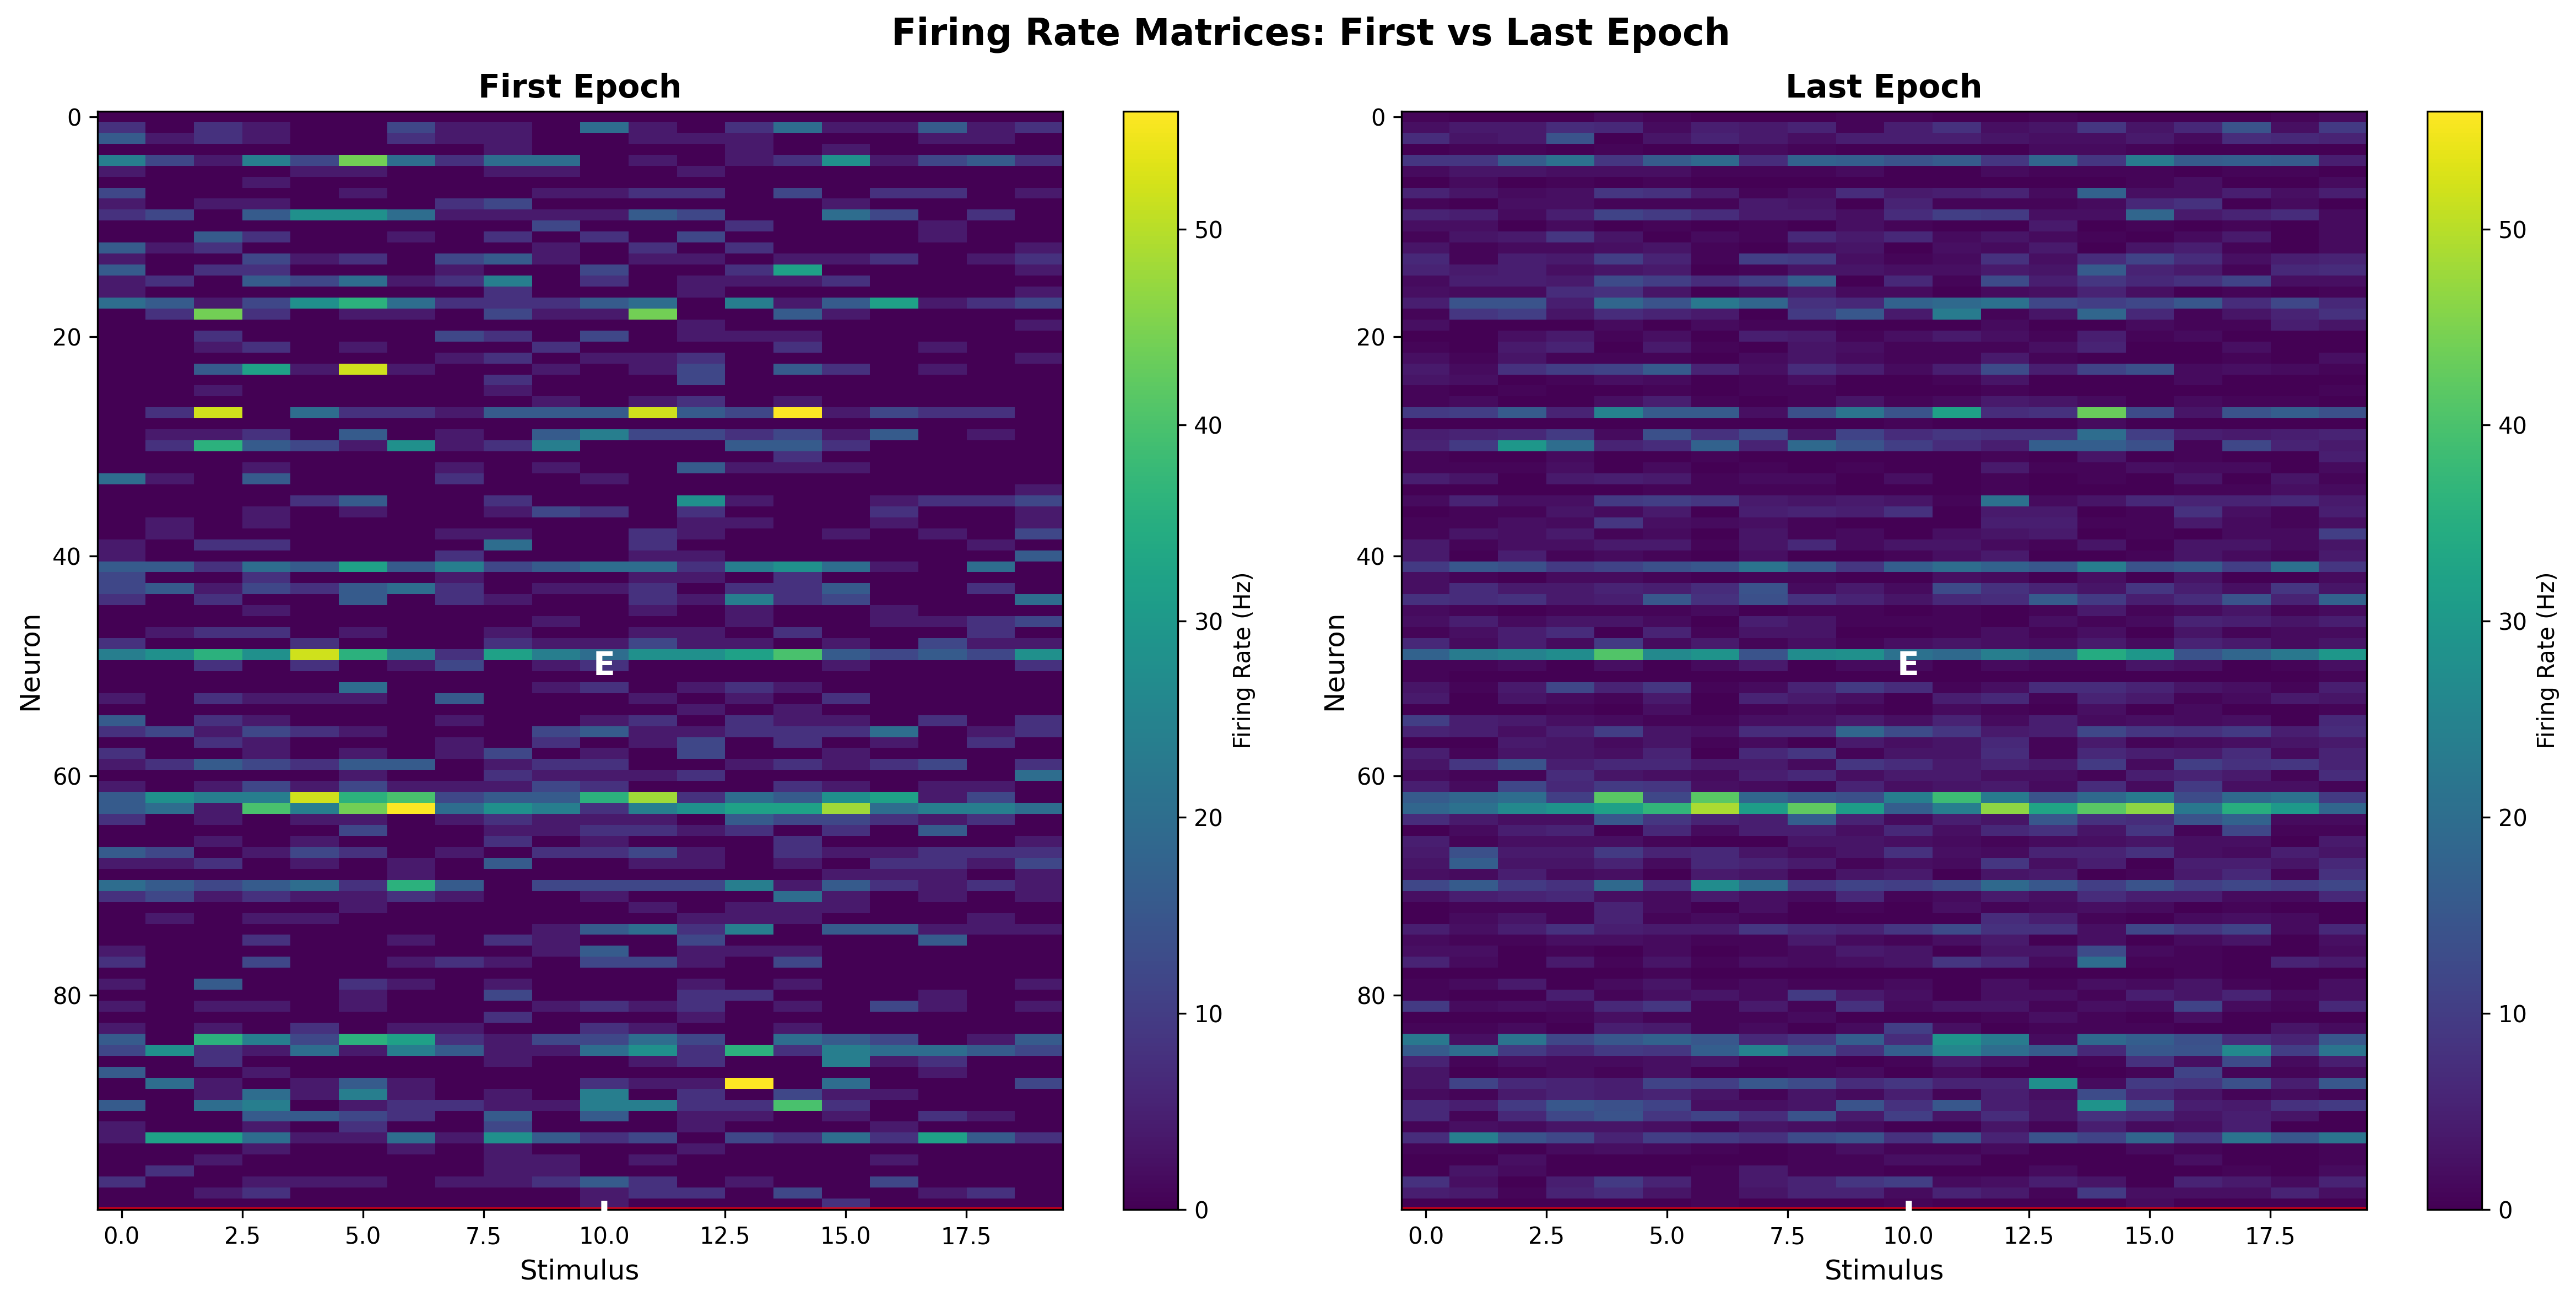 Firing Rate Matrices: First vs Last Epoch
First Epoch
Neuron
0
20
40
60
80
E
I
0.0 2.5 5.0 7.5 10.0 12.5 15.0 17.5
Stimulus
50
40
30
20
10
0
Firing Rate (Hz)
Last Epoch
Neuron
0
20
40
60
80
E
I
0.0 2.5 5.0 7.5 10.0 12.5 15.0 17.5
Stimulus
50
40
30
20
10
0
Firing Rate (Hz)